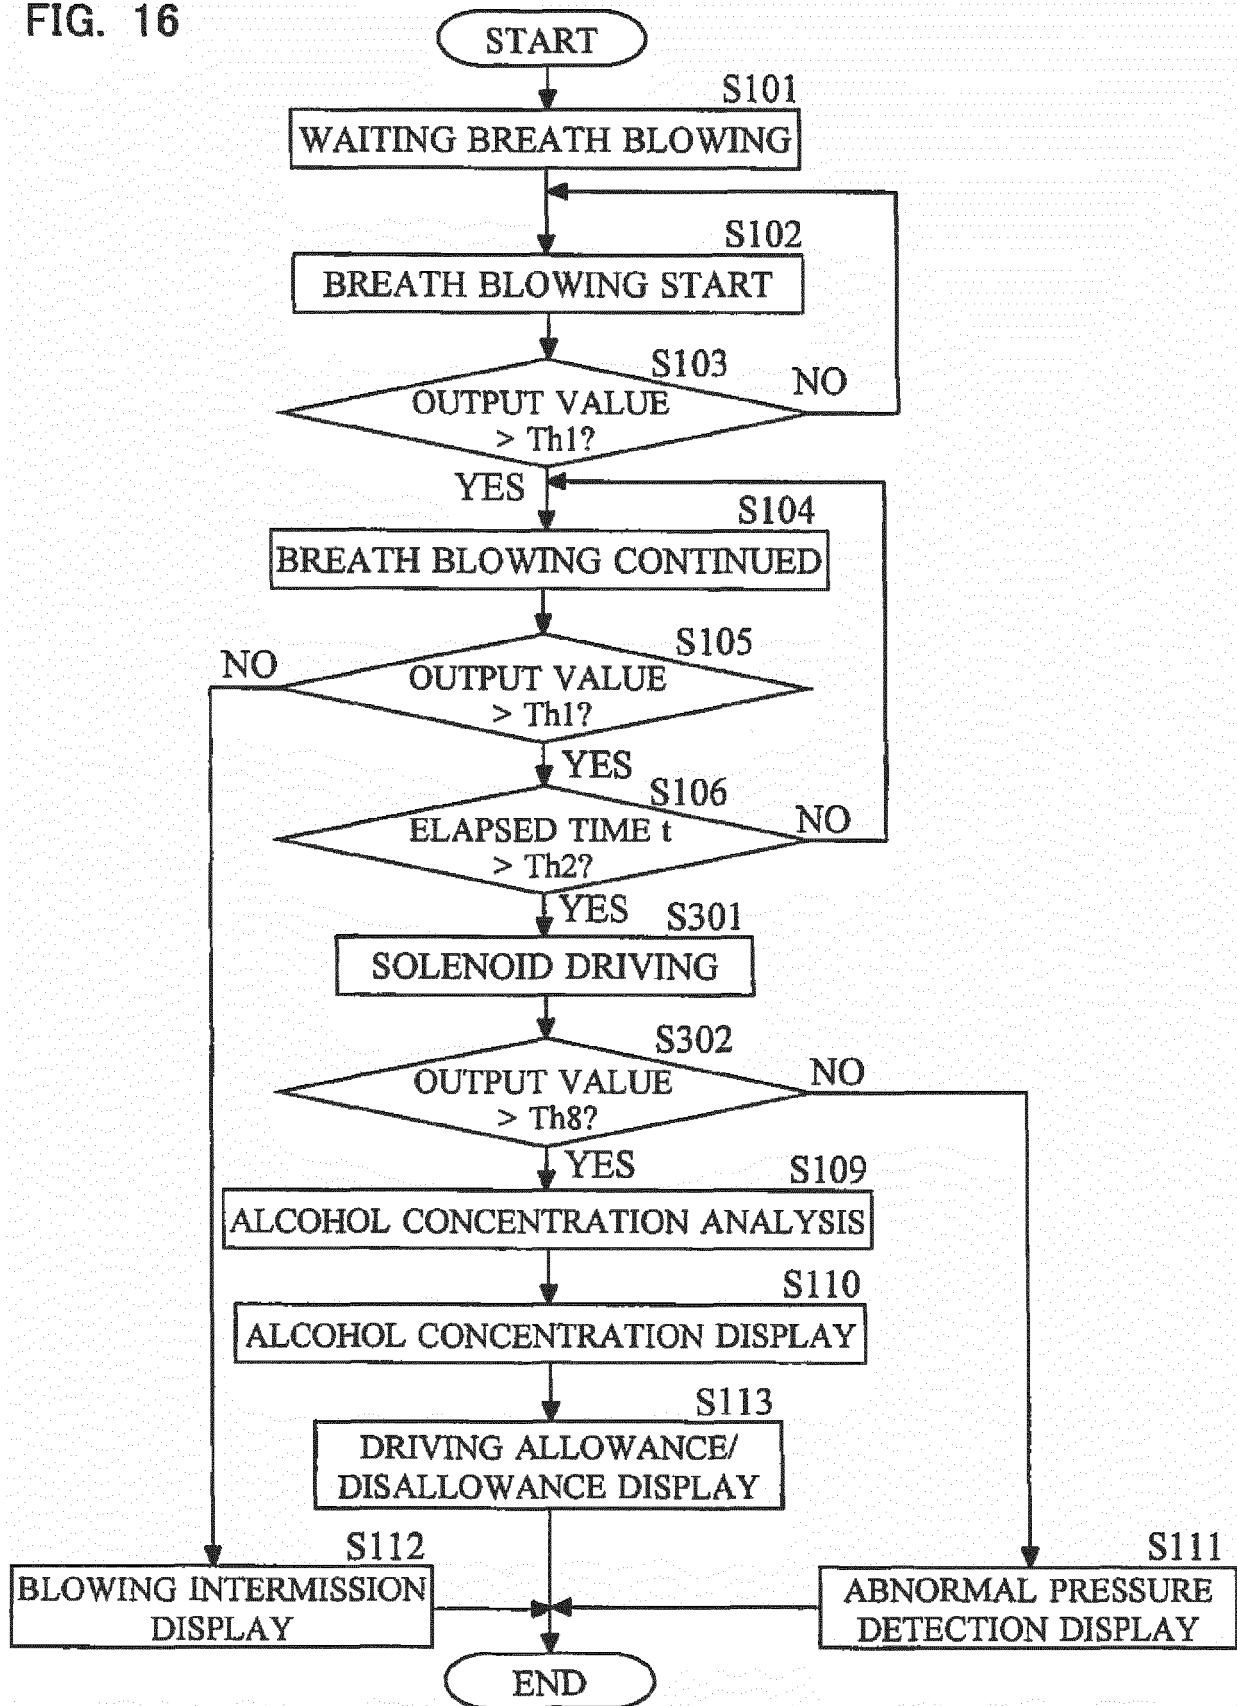 FIG. 16
START
S101
WAITING BREATH BLOWING
S102
BREATH BLOWING START
S103
NO
OUTPUT VALUE
> Th1?
YES
S104
BREATH BLOWING CONTINUED
S105
NO
OUTPUT VALUE
> Th1?
YES
S106
NO
ELAPSED TIME t
> Th2?
YES
S301
SOLENOID DRIVING
S302
NO
OUTPUT VALUE
> Th8?
YES
S109
ALCOHOL CONCENTRATION ANALYSIS
S110
ALCOHOL CONCENTRATION DISPLAY
S113
DRIVING ALLOWANCE/
DISALLOWANCE DISPLAY
S112
BLOWING INTERMISSION
DISPLAY
S111
ABNORMAL PRESSURE
DETECTION DISPLAY
END